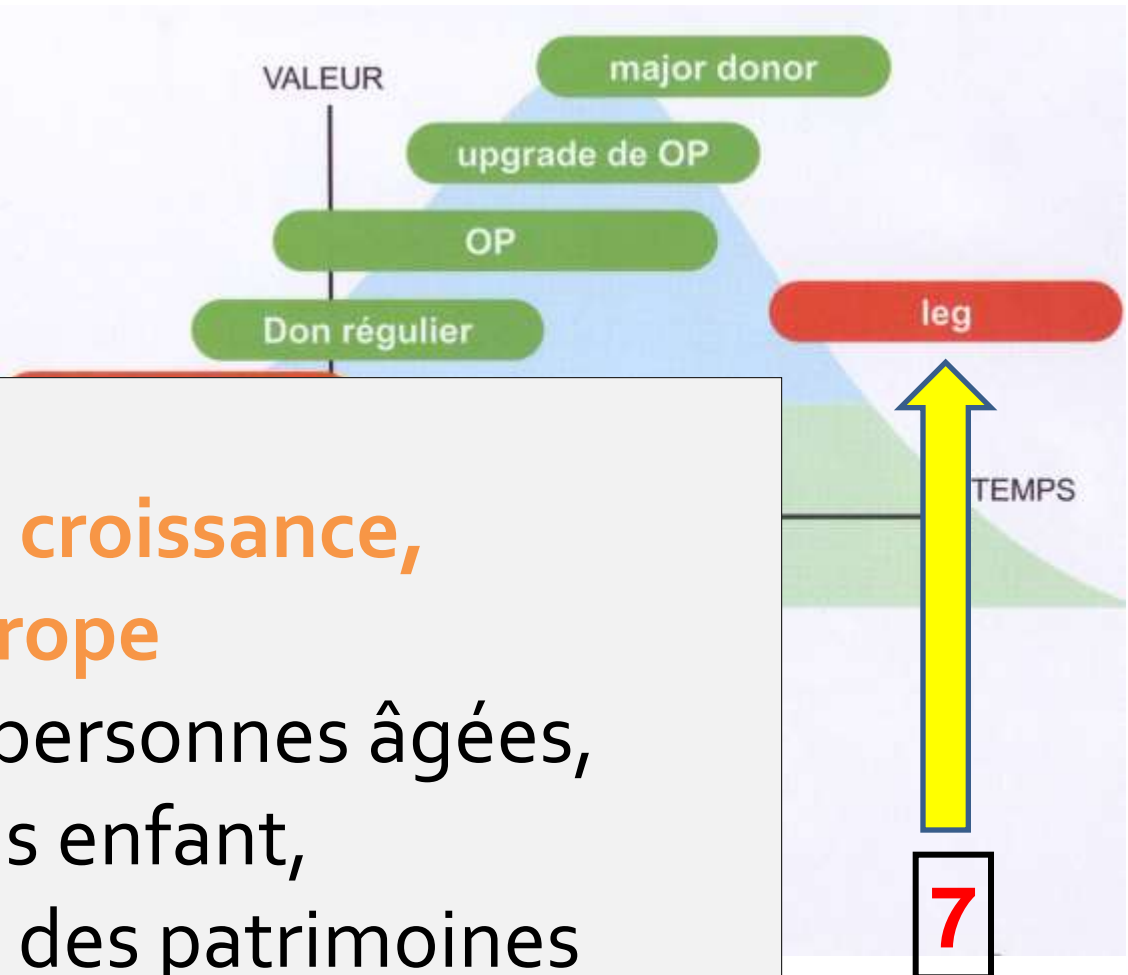 major donor
VALEUR
upgrade de OP
OP
leg
Don régulier
TEMPS
croissance,
rope
personnes âgées,
s enfant,
des patrimoines
7